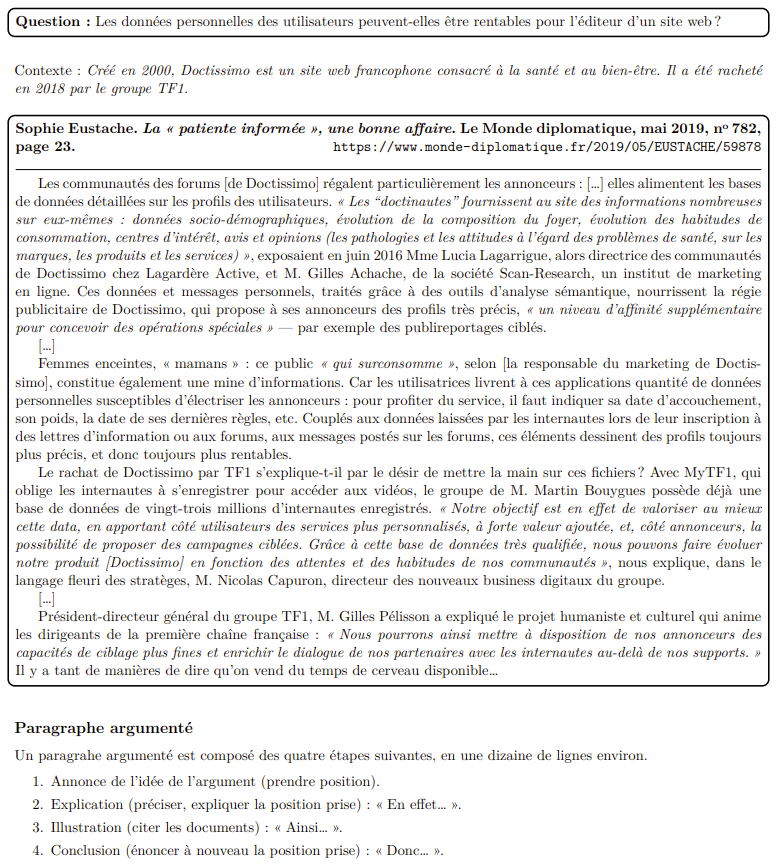 Question : Les données personnelles des utilisateurs peuvent-elles être rentables pour l'éditeur d'un site web ?
Contexte : Créé en 2000, Doctissimo est un site web francophone consacré à la santé et au bien-être. Il a été racheté
en 2018 par le groupe TF1.
Sophie Eustache. La « patiente informée », une bonne affaire. Le Monde diplomatique, mai 2019, nº 782,
page 23. https://www.monde-diplomatique.fr/2019/05/EUSTACHE/59878
Les communautés des forums [de Doctissimo] régalent particulièrement les annonceurs : [...] elles alimentent les bases
de données détaillées sur les profils des utilisateurs. « Les “doctinautes” fournissent au site des informations nombreuses
sur eux-mêmes : données socio-démographiques, évolution de la composition du foyer, évolution des habitudes de
consommation, centres d'intérêt, avis et opinions (les pathologies et les attitudes à l'égard des problèmes de santé, sur les
marques, les produits et les services) », exposaient en juin 2016 Mme Lucia Lagarrigue, alors directrice des communautés
de Doctissimo chez Lagardère Active, et M. Gilles Achache, de la société Scan-Research, un institut de marketing
en ligne. Ces données et messages personnels, traités grâce à des outils d'analyse sémantique, nourrissent la régie
publicitaire de Doctissimo, qui propose à ses annonceurs des profils très précis, « un niveau d'affinité supplémentaire
pour concevoir des opérations spéciales » — par exemple des publireportages ciblés.
[...]
Femmes enceintes, « mamans » : ce public « qui surconsomme », selon [la responsable du marketing de Doctis-
simo], constitue également une mine d'informations. Car les utilisatrices livrent à ces applications quantité de données
personnelles susceptibles d'électriser les annonceurs : pour profiter du service, il faut indiquer sa date d'accouchement,
son poids, la date de ses dernières règles, etc. Couplés aux données laissées par les internautes lors de leur inscription à
des lettres d'information ou aux forums, aux messages postés sur les forums, ces éléments dessinent des profils toujours
plus précis, et donc toujours plus rentables.
Le rachat de Doctissimo par TF1 s'explique-t-il par le désir de mettre la main sur ces fichiers ? Avec MyTF1, qui
oblige les internautes à s'enregistrer pour accéder aux vidéos, le groupe de M. Martin Bouygues possède déjà une
base de données de vingt-trois millions d'internautes enregistrés. « Notre objectif est en effet de valoriser au mieux
cette data, en apportant côté utilisateurs des services plus personnalisés, à forte valeur ajoutée, et, côté annonceurs, la
possibilité de proposer des campagnes ciblées. Grâce à cette base de données très qualifiée, nous pouvons faire évoluer
notre produit [Doctissimo] en fonction des attentes et des habitudes de nos communautés », nous explique, dans le
langage fleuri des stratèges, M. Nicolas Capuron, directeur des nouveaux business digitaux du groupe.
[...]
Président-directeur général du groupe TF1, M. Gilles Pélisson a expliqué le projet humaniste et culturel qui anime
les dirigeants de la première chaîne française : « Nous pourrons ainsi mettre à disposition de nos annonceurs des
capacités de ciblage plus fines et enrichir le dialogue de nos partenaires avec les internautes au-delà de nos supports. »
Il y a tant de manières de dire qu'on vend du temps de cerveau disponible...
Paragraphe argumenté
Un paragrahe argumenté est composé des quatre étapes suivantes, en une dizaine de lignes environ.
1. Annonce de l'idée de l'argument (prendre position).
2. Explication (préciser, expliquer la position prise) : « En effet... ».
3. Illustration (citer les documents) : « Ainsi... ».
4. Conclusion (énoncer à nouveau la position prise) : « Donc... ».